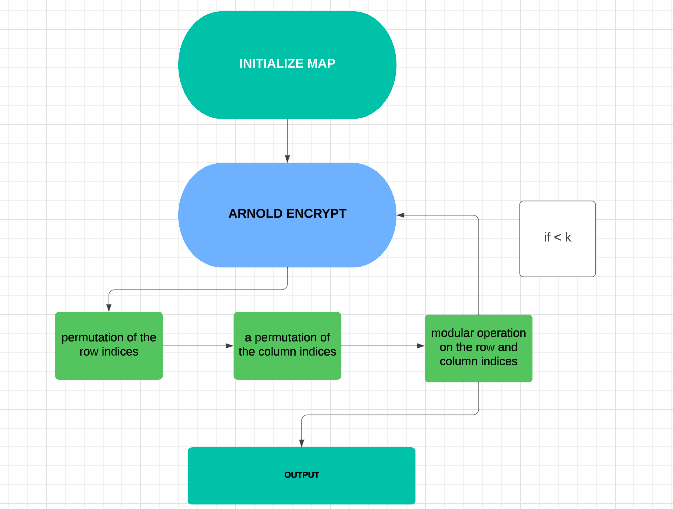 INITIALIZE MAP
ARNOLD ENCRYPT
if < k
permutation of the
row indices
a permutation of
the column indices
modular operation
on the row and
column indices
OUTPUT